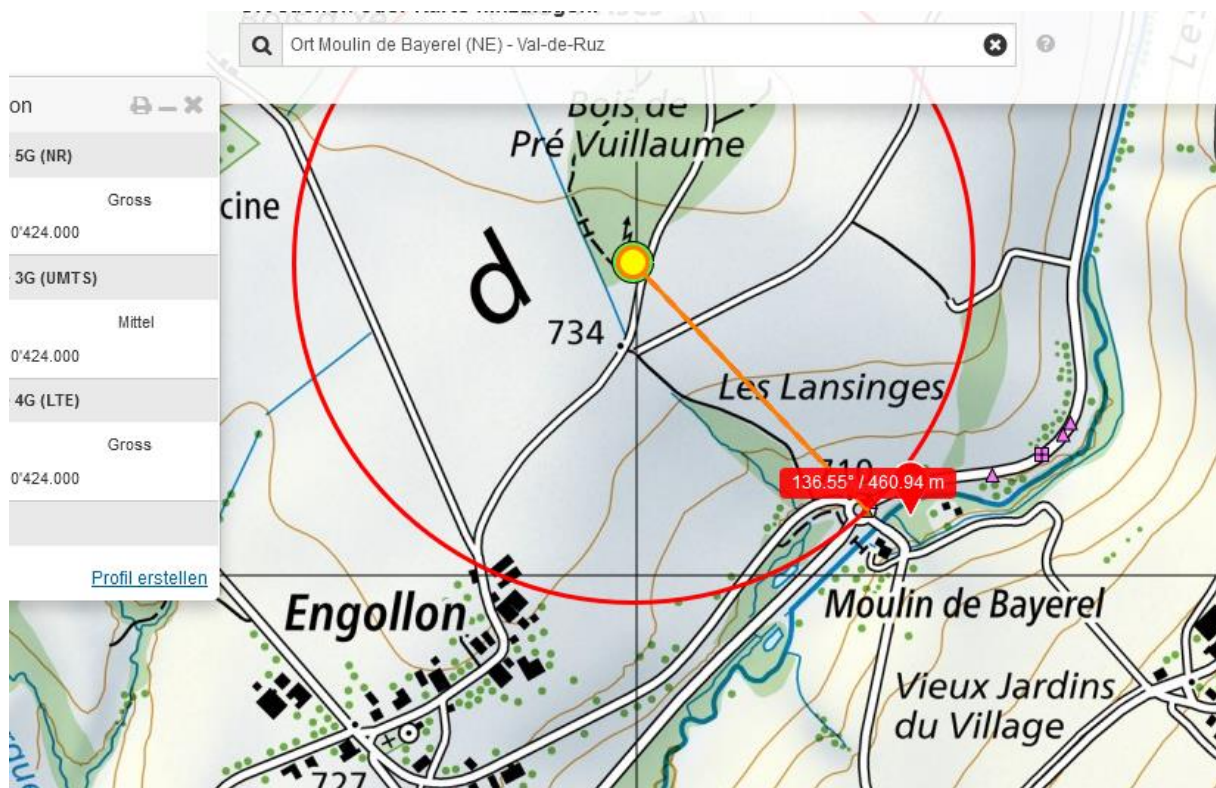 Ort Moulin de Bayerel (NE) - Val-de-Ruz
on
5G (NR)
Gross
0'424.000
3G (UMTS)
Mittel
0'424.000
4G (LTE)
Gross
0'424.000
Profil erstellen
Bois de
Pré Vuillaume
cine
d
734
Les Lansinges
136.55° / 460.94 m
Engollon
Moulin de Bayerel
Vieux Jardins
du Village
727